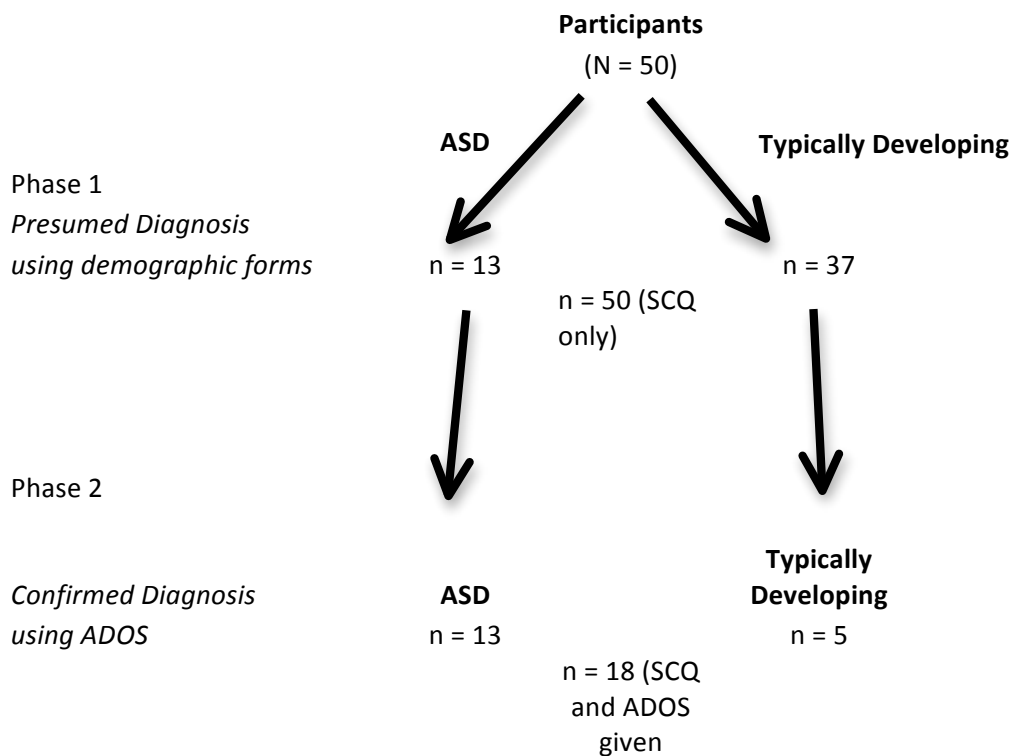 Participants
(N = 50)
ASD
Typically Developing
Phase 1
Presumed Diagnosis
using demographic forms
n = 13
n = 37
n = 50 (SCQ
only)
Phase 2
Confirmed Diagnosis
using ADOS
ASD
n = 13
Typically
Developing
n = 5
n = 18 (SCQ
and ADOS
given